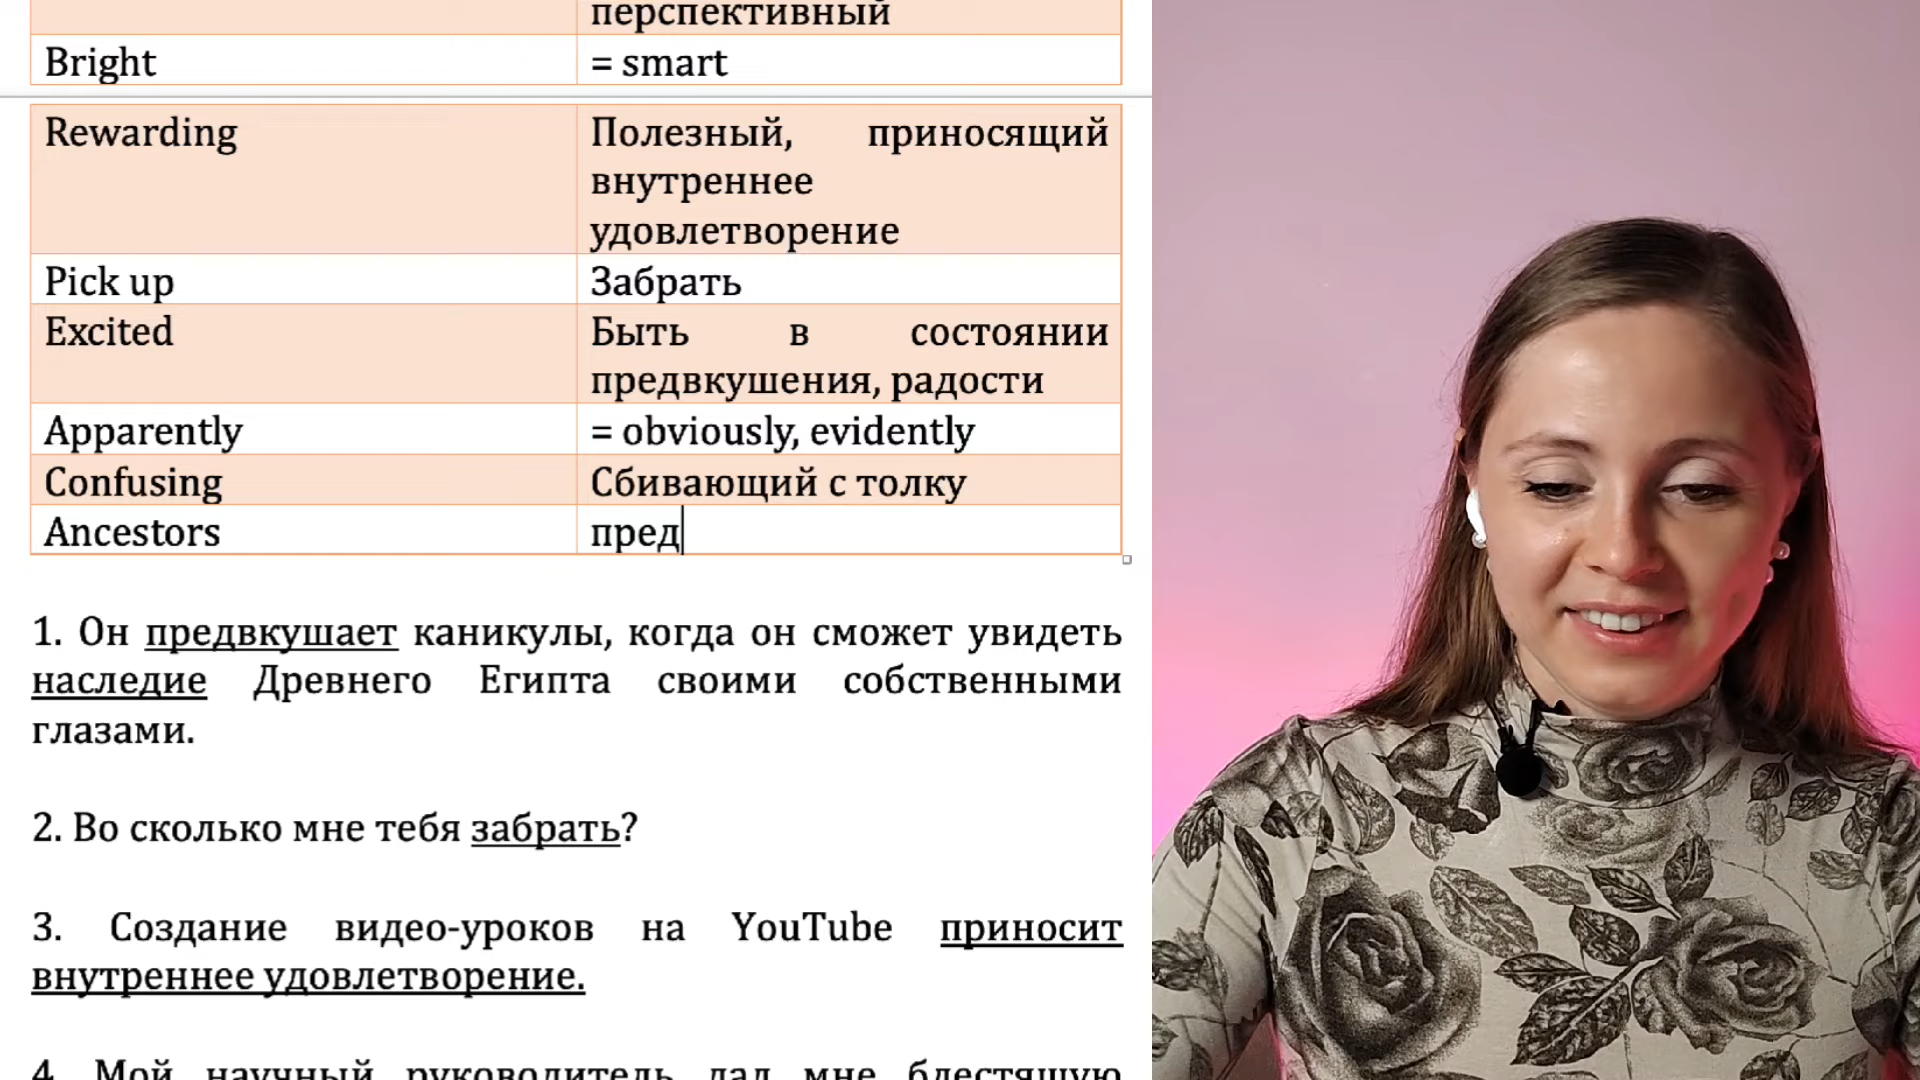 перспективный
Bright = smart
Rewarding Полезный, приносящий
внутреннее
удовлетворение
Pick up Забрать
Excited Быть в состоянии
предвкушения, радости
Apparently = obviously, evidently
Confusing Сбивающий с толку
Ancestors пред
1. Он предвкушает каникулы, когда он сможет увидеть
наследие Древнего Египта своими собственными
глазами.
2. Во сколько мне тебя забрать?
3. Создание видео-уроков на YouTube приносит
внутреннее удовлетворение.
4. Мой научный руководитель дал мне блестящую